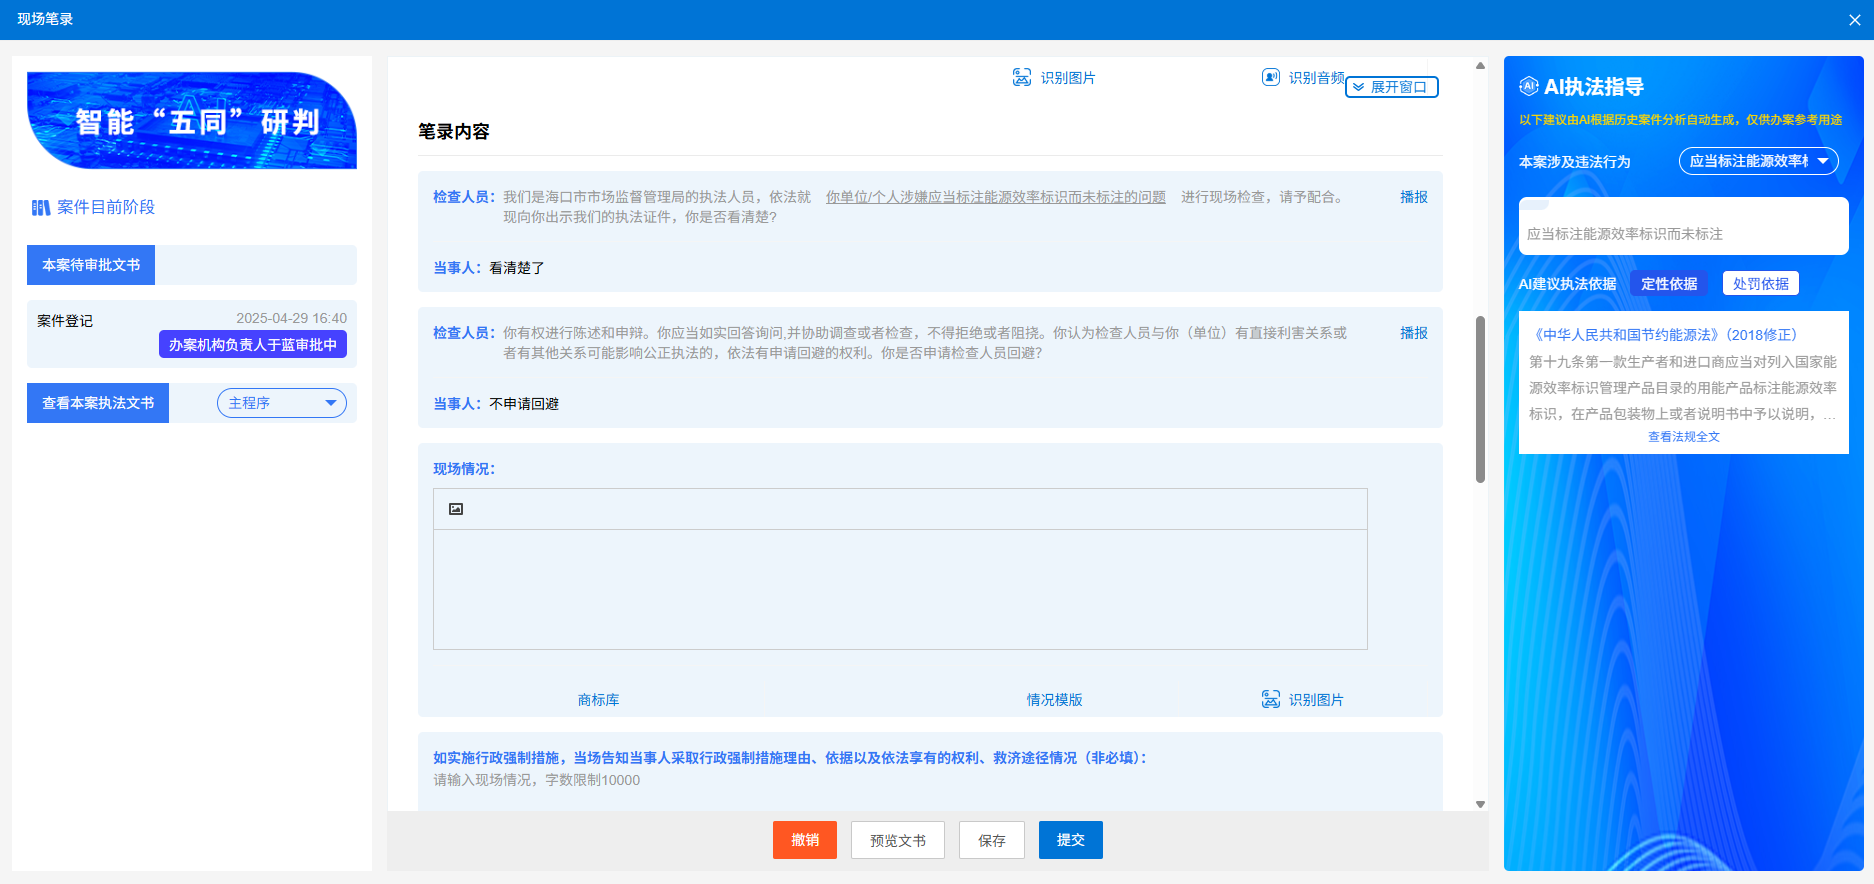 现场笔录
智能“五同”研判
案件目前阶段
本案待审批文书
案件登记
2025-04-29 16:40
办案机构负责人于蓝审批中
查看本案执法文书
主程序
识别图片
识别音频
展开窗口
笔录内容
检查人员：我们是海口市市场监督管理局的执法人员，依法就 你单位/个人涉嫌应当标注能源效率标识而未标注的问题 进行现场检查，请予配合。
现向你出示我们的执法证件，你是否看清楚?
播报
当事人：看清楚了
检查人员：你有权进行陈述和申辩。你应当如实回答询问,并协助调查或者检查，不得拒绝或者阻挠。你认为检查人员与你（单位）有直接利害关系或
者有其他关系可能影响公正执法的，依法有申请回避的权利。你是否申请检查人员回避?
播报
当事人：不申请回避
现场情况：
商标库
情况模版
识别图片
如实施行政强制措施，当场告知当事人采取行政强制措施理由、依据以及依法享有的权利、救济途径情况（非必填）：
请输入现场情况，字数限制10000
撤销
预览文书
保存
提交
AI执法指导
以下建议由AI根据历史案件分析自动生成，仅供办案参考用途
本案涉及违法行为
应当标注能源效率标
应当标注能源效率标识而未标注
AI建议执法依据
定性依据
处罚依据
《中华人民共和国节约能源法》（2018修正）
第十九条第一款生产者和进口商应当对列入国家能
源效率标识管理产品目录的用能产品标注能源效率
标识，在产品包装物上或者说明书中予以说明，...
查看法规全文